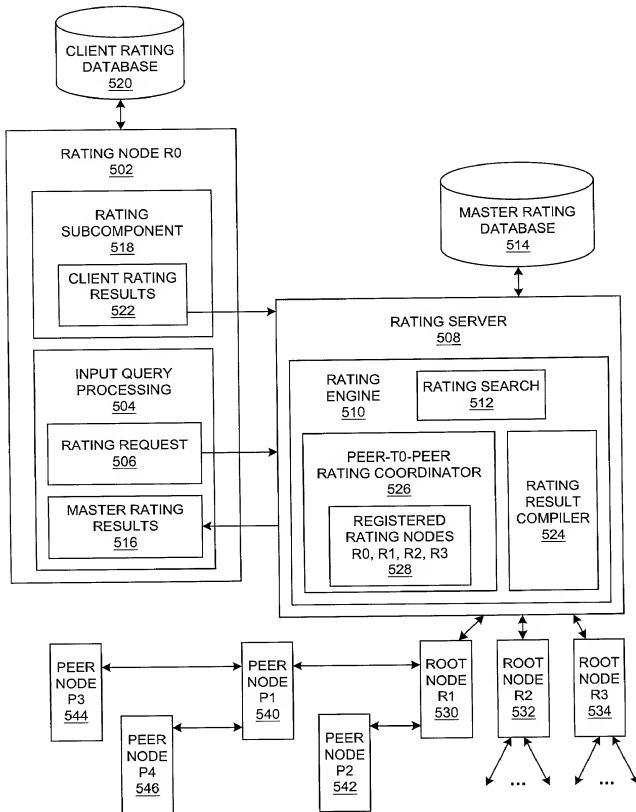 CLIENT RATING
DATABASE
520
RATING NODE R0
502
RATING
SUBCOMPONENT
518
CLIENT RATING
RESULTS
522
INPUT QUERY
PROCESSING
504
RATING REQUEST
506
MASTER RATING
RESULTS
516
MASTER RATING
DATABASE
514
RATING SERVER
508
RATING
ENGINE
510
RATING SEARCH
512
PEER-T0-PEER
RATING COORDINATOR
526
REGISTERED
RATING NODES
R0, R1, R2, R3
528
RATING
RESULT
COMPILER
524
PEER
NODE
P3
544
PEER
NODE
P1
540
ROOT
NODE
R1
530
ROOT
NODE
R2
532
ROOT
NODE
R3
534
PEER
NODE
P4
546
PEER
NODE
P2
542
...
...